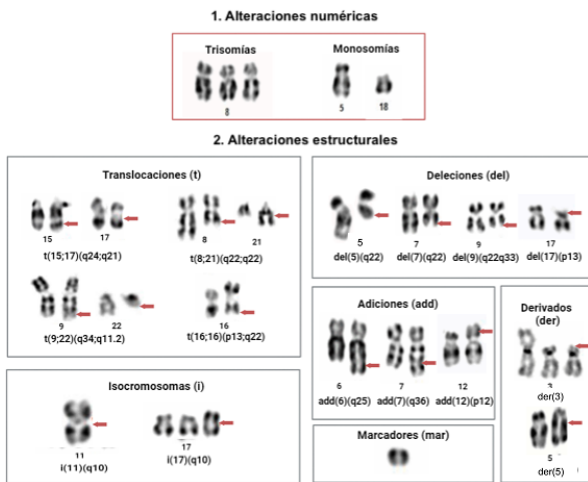 1. Alteraciones numéricas
Trisomías
Monosomías
8
5
18
2. Alteraciones estructurales
Translocaciones (t)
15
17
t(15;17)(q24;q21)
8
21
t(8;21)(q22;q22)
9
22
t(9;22)(q34;q11.2)
16
t(16;16)(p13;q22)
Deleciones (del)
5
del(5)(q22)
7
del(7)(q22)
9
del(9)(q22q33)
17
del(17)(p13)
Adiciones (add)
6
add(6)(q25)
7
add(7)(q36)
12
add(12)(p12)
Derivados
(der)
3
der(3)
5
der(5)
Isocromosomas (i)
11
i(11)(q10)
17
i(17)(q10)
Marcadores (mar)